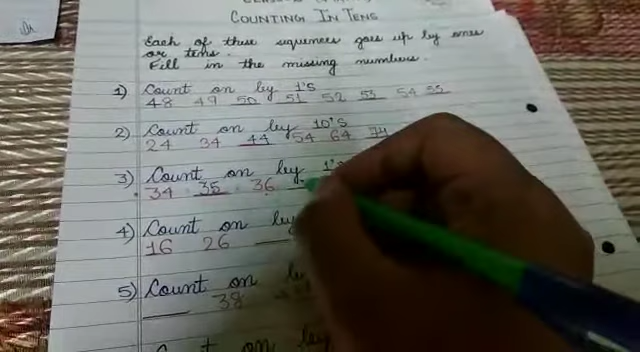 COUNTING IN TENS
Each of these sequences goes up by ones
or tens.
Fill in the missing numbers.
1) Count on by 1'S
48 49 50 51 52 53 54 55
2) Count on by 10'S
24 34 44 54 64 74
3) Count on by 1'S
34 35 36
4) Count on by
16 26
5) Count on
38